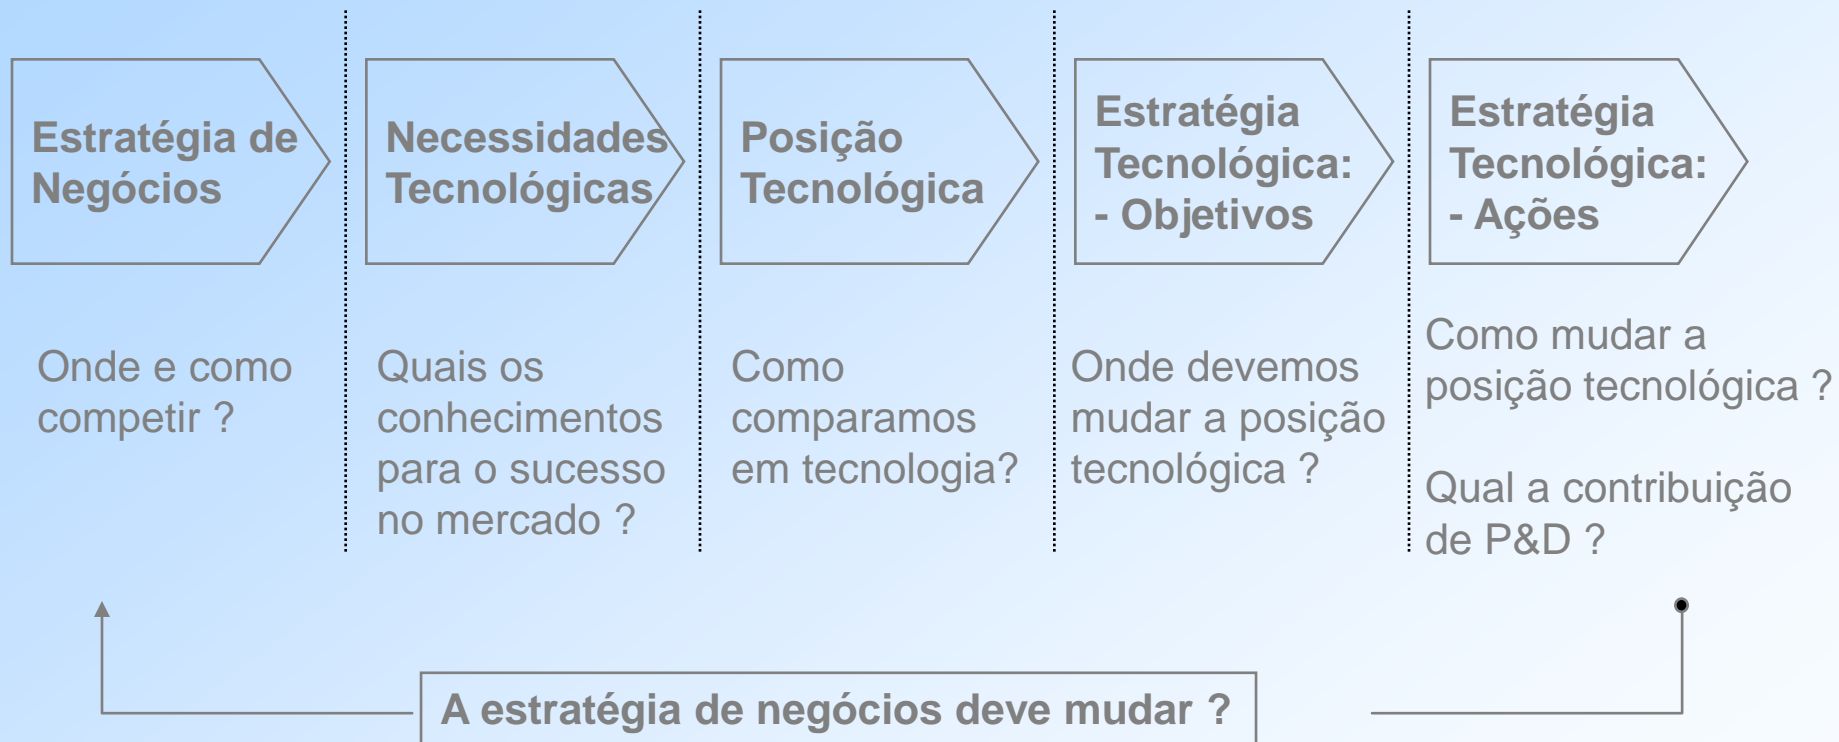 Estratégia de
Negócios
Necessidades
Tecnológicas
Posição
Tecnológica
Estratégia
Tecnológica:
- Objetivos
Estratégia
Tecnológica:
- Ações
Onde e como
competir ?
Quais os
conhecimentos
para o sucesso
no mercado ?
Como
comparamos
em tecnologia?
Onde devemos
mudar a posição
tecnológica ?
Como mudar a
posição tecnológica ?
Qual a contribuição
de P&D ?
A estratégia de negócios deve mudar ?